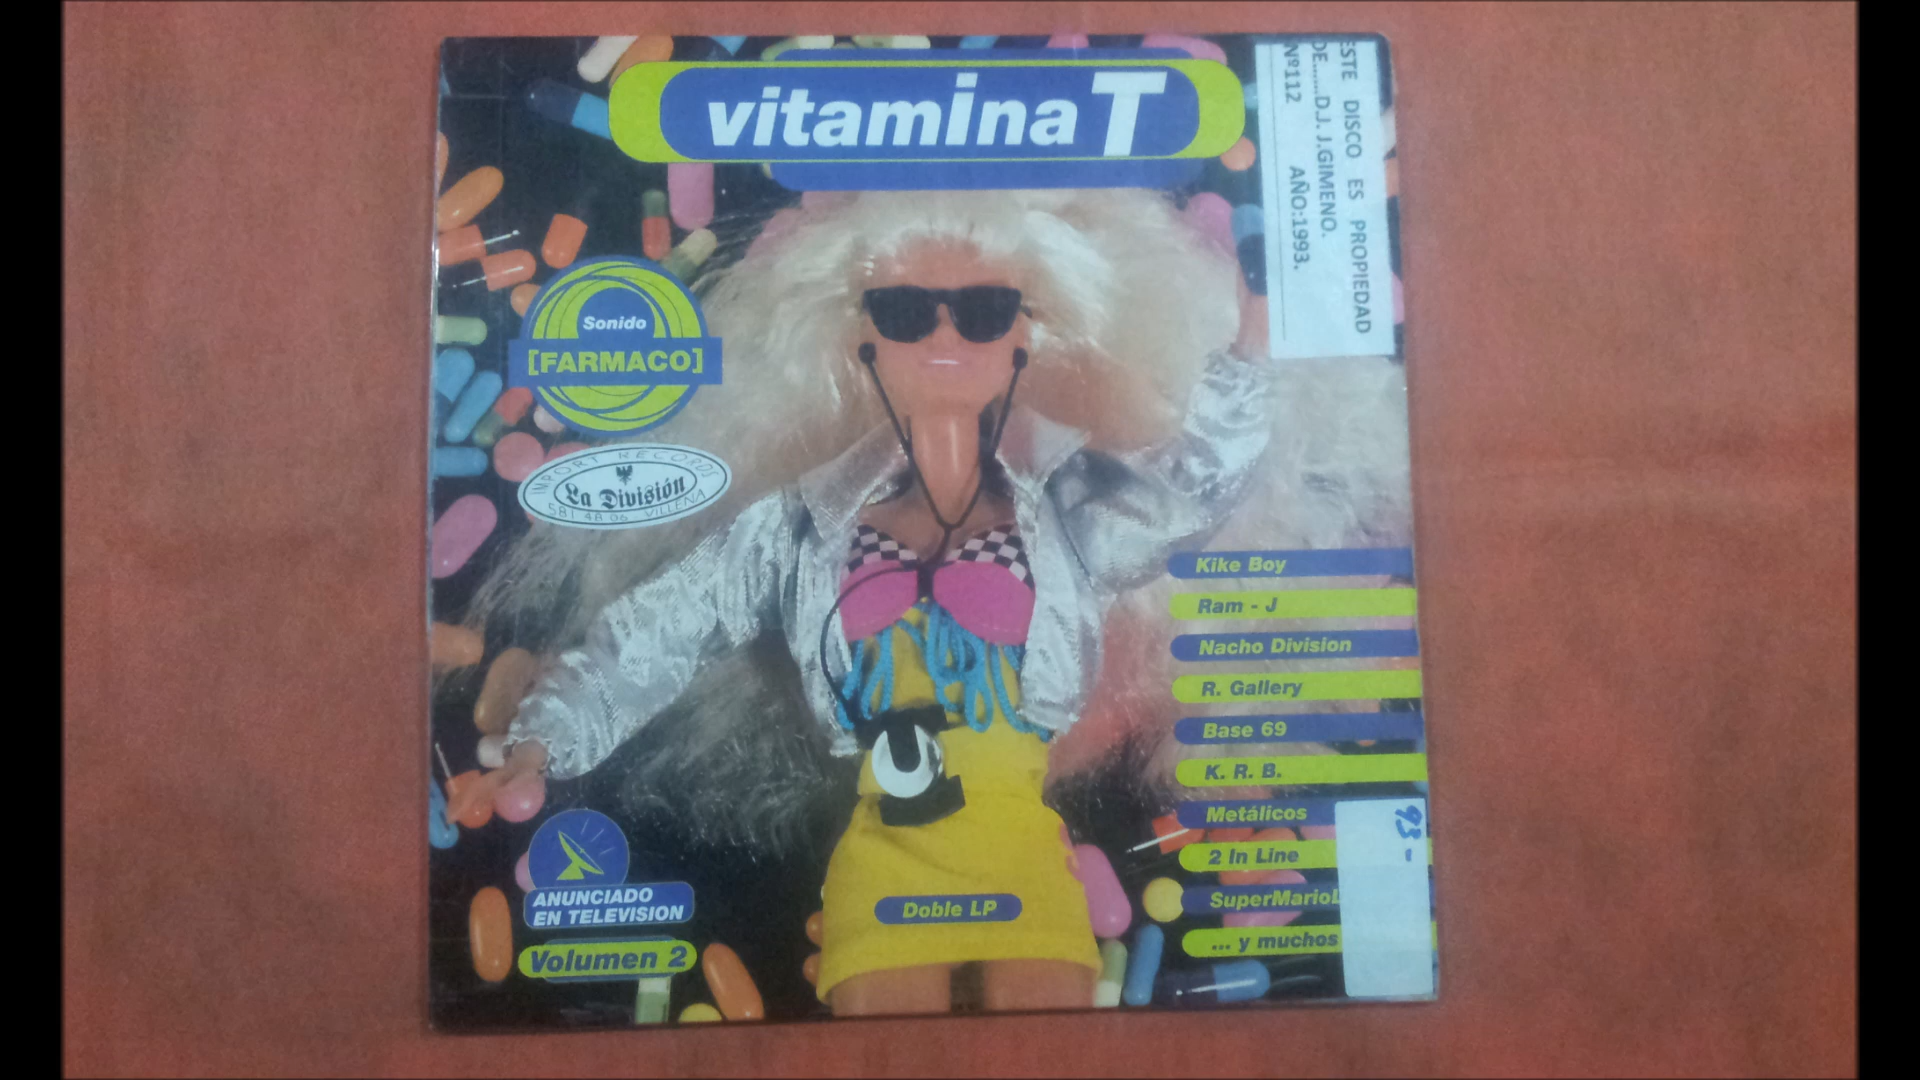 vitamina T
ESTE DISCO ES PROPIEDAD
DE......D.J. J.GIMENO.
Nº112 AÑO:1993.
Sonido
[FARMACO]
IMPORT RECORDS
La División
581 48 06 VILLENA
Kike Boy
Ram - J
Nacho Division
R. Gallery
Base 69
K. R. B.
Metálicos
2 In Line
SuperMario
... y muchos
93-
ANUNCIADO
EN TELEVISION
Volumen 2
Doble LP